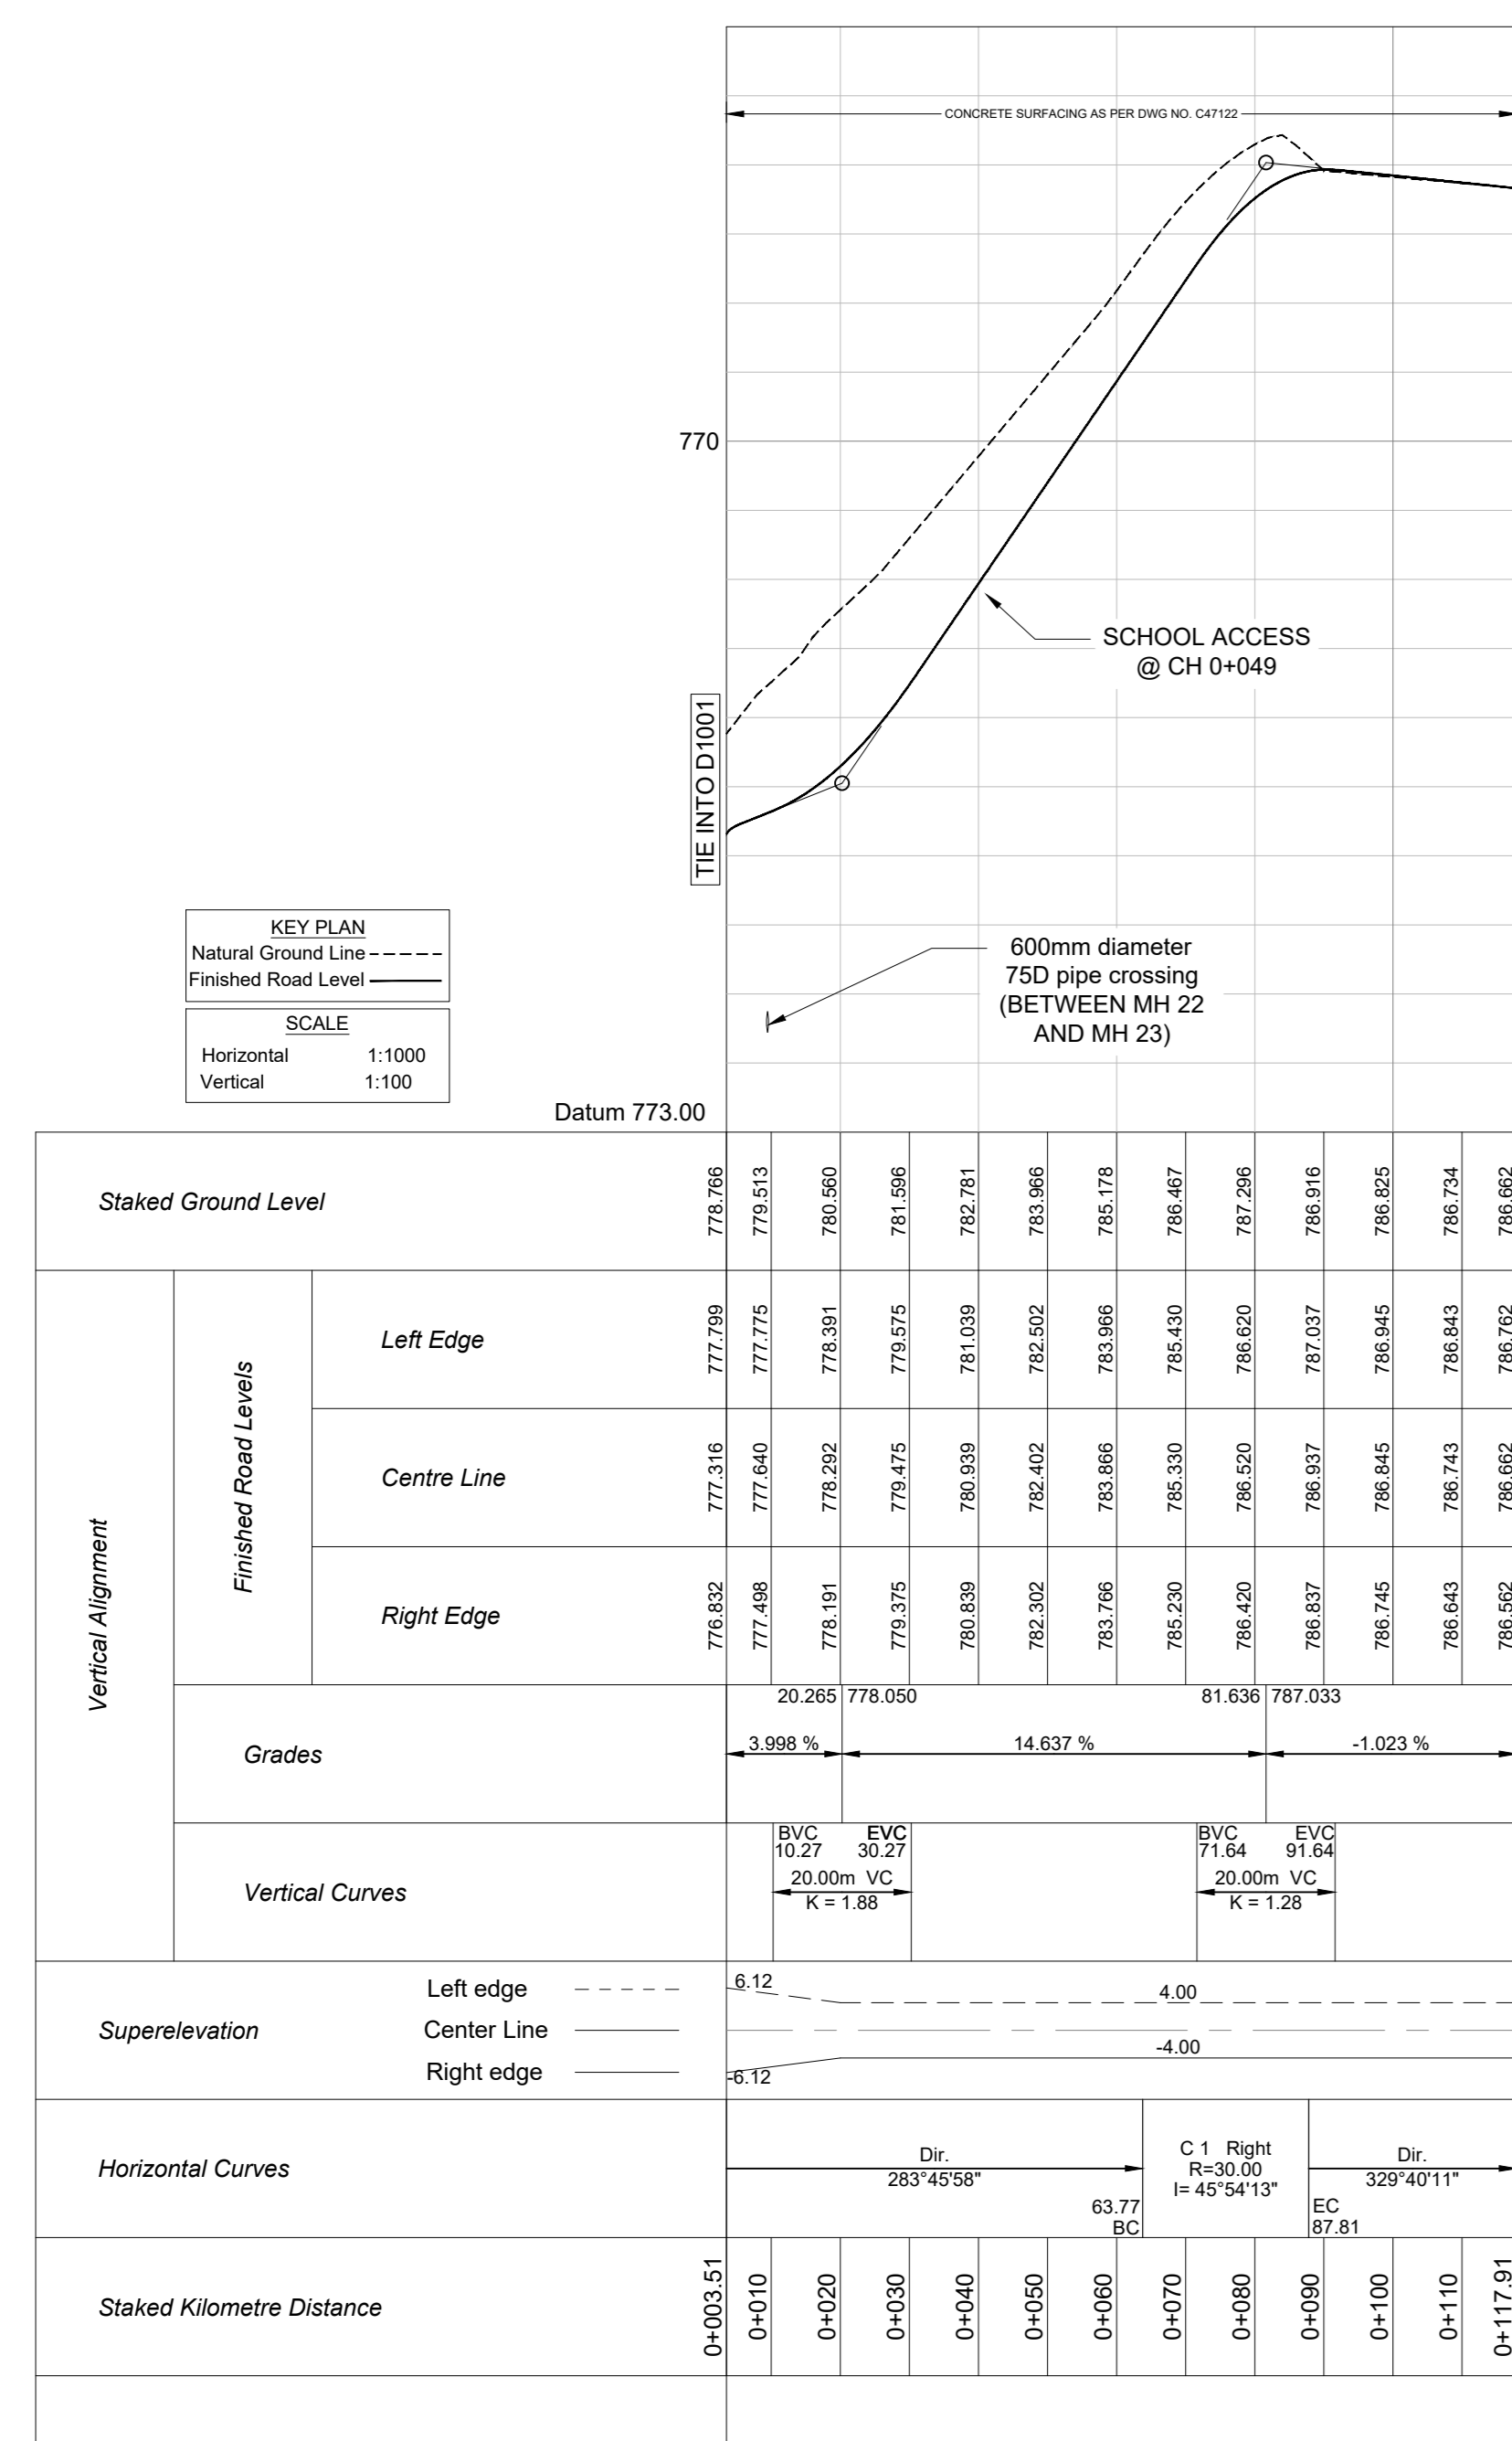 CONCRETE SURFACING AS PER DWG NO. C47122
770
SCHOOL ACCESS
@ CH 0+049
TIE INTO D1001
KEY PLAN
Natural Ground Line
Finished Road Level
SCALE
Horizontal 1:1000
Vertical 1:100
600mm diameter
75D pipe crossing
(BETWEEN MH 22
AND MH 23)
Datum 773.00
Staked Ground Level 778.766 779.513 780.560 781.596 782.781 783.966 785.178 786.467 787.296 786.916 786.825 786.734 786.662
Vertical Alignment
Finished Road Levels
Left Edge 777.799 777.775 778.391 779.575 781.039 782.502 783.966 785.430 786.620 787.037 786.945 786.843 786.762
Centre Line 777.316 777.640 778.292 779.475 780.939 782.402 783.866 785.330 786.520 786.937 786.845 786.743 786.662
Right Edge 776.832 777.498 778.191 779.375 780.839 782.302 783.766 785.230 786.420 786.837 786.745 786.643 786.562
20.265 778.050 81.636 787.033
Grades 3.998 % 14.637 % -1.023 %
BVC EVC BVC EVC
10.27 30.27 71.64 91.64
20.00m VC 20.00m VC
Vertical Curves K = 1.88 K = 1.28
Left edge 6.12 4.00
Superelevation Center Line
-4.00
Right edge -6.12
Horizontal Curves
Dir.
283°45'58"
63.77
BC
C 1 Right
R=30.00
I= 45°54'13"
EC
87.81
Dir.
329°40'11"
Staked Kilometre Distance 0+003.51 0+010 0+020 0+030 0+040 0+050 0+060 0+070 0+080 0+090 0+100 0+110 0+117.91